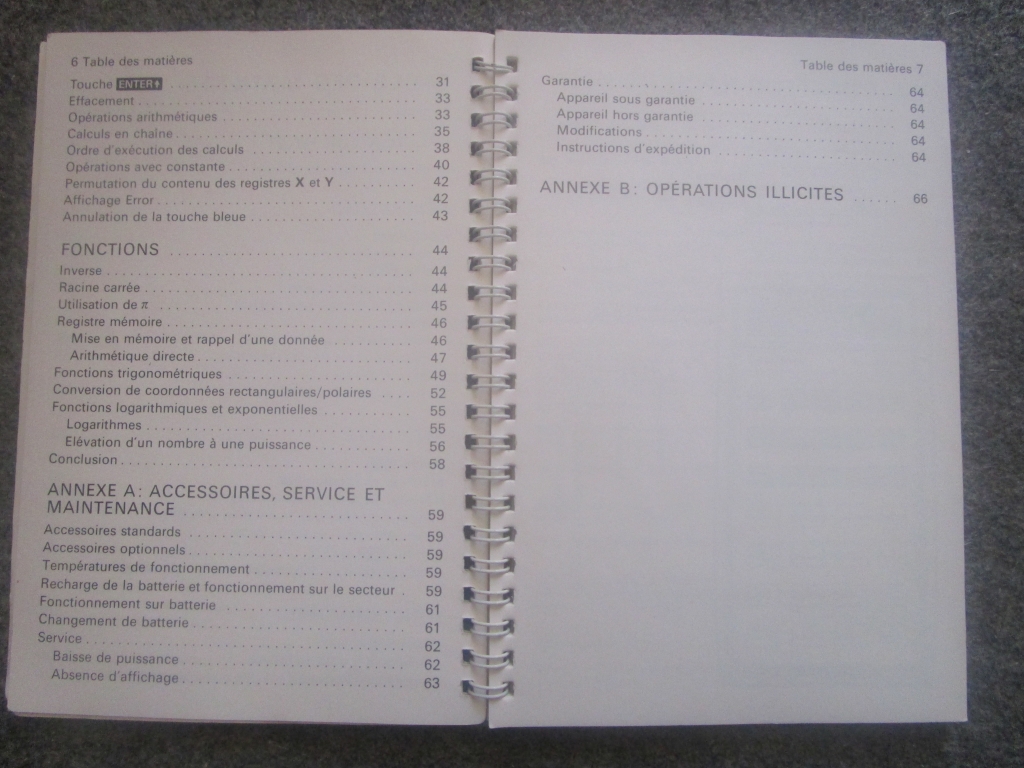 6 Table des matières
Touche ENTER↑ . . . . . . . . . . . . . . . . . . . . 31
Effacement . . . . . . . . . . . . . . . . . . . . 33
Opérations arithmétiques . . . . . . . . . . . . . . . . . . . . 33
Calculs en chaîne . . . . . . . . . . . . . . . . . . . . 35
Ordre d'exécution des calculs . . . . . . . . . . . . . . . . . . . . 38
Opérations avec constante . . . . . . . . . . . . . . . . . . . . 40
Permutation du contenu des registres X et Y . . . . . . . . . . 42
Affichage Error . . . . . . . . . . . . . . . . . . . . 42
Annulation de la touche bleue . . . . . . . . . . . . . . . . . . . . 43
FONCTIONS . . . . . . . . . . . . . . . . . . . . 44
Inverse . . . . . . . . . . . . . . . . . . . . 44
Racine carrée . . . . . . . . . . . . . . . . . . . . 44
Utilisation de π . . . . . . . . . . . . . . . . . . . . 45
Registre mémoire . . . . . . . . . . . . . . . . . . . . 46
Mise en mémoire et rappel d'une donnée . . . . . . . . . . 46
Arithmétique directe . . . . . . . . . . . . . . . . . . . . 47
Fonctions trigonométriques . . . . . . . . . . . . . . . . . . . . 49
Conversion de coordonnées rectangulaires/polaires . . . . 52
Fonctions logarithmiques et exponentielles . . . . . . . . . . 55
Logarithmes . . . . . . . . . . . . . . . . . . . . 55
Elévation d'un nombre à une puissance . . . . . . . . . . 56
Conclusion . . . . . . . . . . . . . . . . . . . . 58
ANNEXE A: ACCESSOIRES, SERVICE ET
MAINTENANCE . . . . . . . . . . . . . . . . . . . . 59
Accessoires standards . . . . . . . . . . . . . . . . . . . . 59
Accessoires optionnels . . . . . . . . . . . . . . . . . . . . 59
Températures de fonctionnement . . . . . . . . . . . . . . . 59
Recharge de la batterie et fonctionnement sur le secteur . 59
Fonctionnement sur batterie . . . . . . . . . . . . . . . . . . 61
Changement de batterie . . . . . . . . . . . . . . . . . . . . 61
Service . . . . . . . . . . . . . . . . . . . . 62
Baisse de puissance . . . . . . . . . . . . . . . . . . . . 62
Absence d'affichage . . . . . . . . . . . . . . . . . . . . 63
Table des matières 7
Garantie . . . . . . . . . . . . . . . . . . . . 64
Appareil sous garantie . . . . . . . . . . . . . . . . . . . . 64
Appareil hors garantie . . . . . . . . . . . . . . . . . . . . 64
Modifications . . . . . . . . . . . . . . . . . . . . 64
Instructions d'expédition . . . . . . . . . . . . . . . . . . . . 64
ANNEXE B: OPÉRATIONS ILLICITES . . . . . . 66